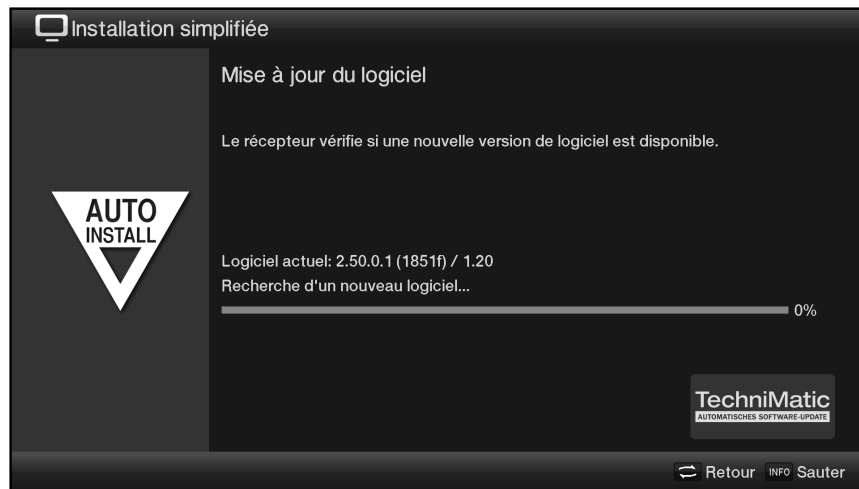 Installation simplifiée
Mise à jour du logiciel
Le récepteur vérifie si une nouvelle version de logiciel est disponible.
AUTO
INSTALL
Logiciel actuel: 2.50.0.1 (1851f) / 1.20
Recherche d'un nouveau logiciel...
0%
TechniMatic
AUTOMATISCHES SOFTWARE-UPDATE
Retour INFO Sauter